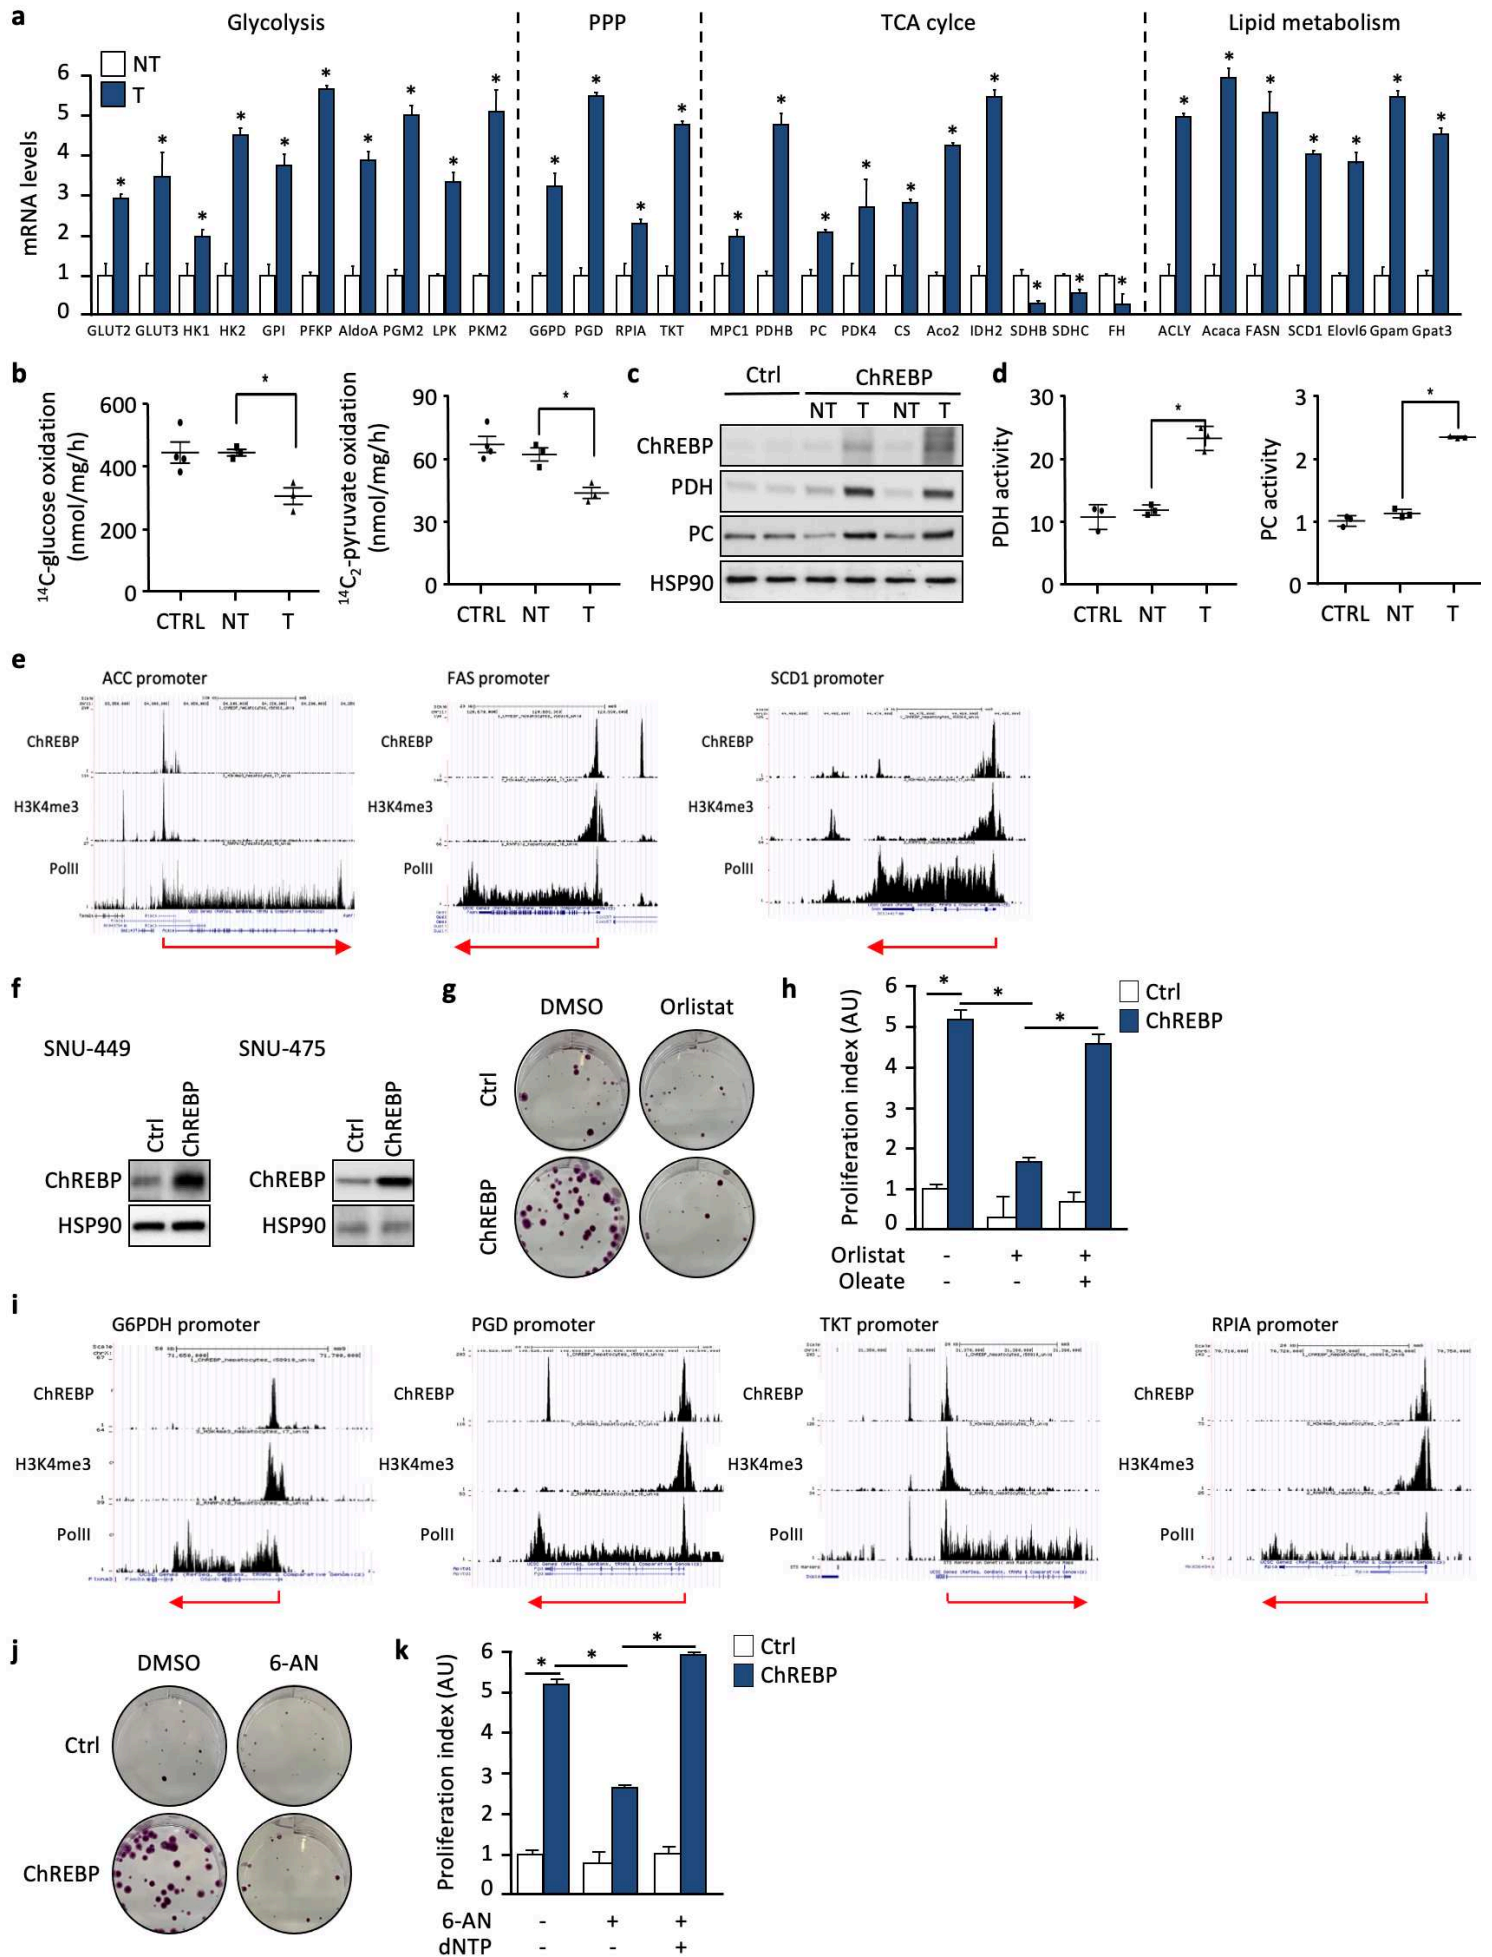 a
Glycolysis PPP TCA cylce Lipid metabolism
NT
T
mRNA levels
6
5
4
3
2
1
0
GLUT2 GLUT3 HK1 HK2 GPI PFKP AldoA PGM2 LPK PKM2 G6PD PGD RPIA TKT MPC1 PDHB PC PDK4 CS Aco2 IDH2 SDHB SDHC FH ACLY Acaca FASN SCD1 Elovl6 Gpam Gpat3
* * * * * * * * * * * * * * * * * * * * * * * * * * * * * * *
b
14C-glucose oxidation
(nmol/mg/h)
600
400
200
0
*
CTRL NT T
14C2-pyruvate oxidation
(nmol/mg/h)
90
60
30
0
*
CTRL NT T
c
Ctrl ChREBP
NT T NT T
ChREBP
PDH
PC
HSP90
d
PDH activity
30
20
10
0
*
CTRL NT T
PC activity
3
2
1
0
*
CTRL NT T
e
ACC promoter FAS promoter SCD1 promoter
ChREBP ChREBP ChREBP
H3K4me3 H3K4me3 H3K4me3
PolII PolII PolII
f
SNU-449 SNU-475
Ctrl ChREBP Ctrl ChREBP
ChREBP ChREBP
HSP90 HSP90
g
DMSO Orlistat
Ctrl
ChREBP
h
Proliferation index (AU)
6
5
4
3
2
1
0
* * *
Ctrl
ChREBP
Orlistat - + +
Oleate - - +
i
G6PDH promoter PGD promoter TKT promoter RPIA promoter
ChREBP ChREBP ChREBP ChREBP
H3K4me3 H3K4me3 H3K4me3 H3K4me3
PolII PolII PolII PolII
j
DMSO 6-AN
Ctrl
ChREBP
k
Proliferation index (AU)
6
5
4
3
2
1
0
* * *
Ctrl
ChREBP
6-AN - + +
dNTP - - +